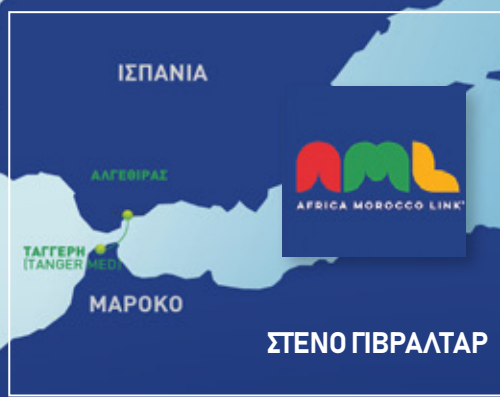 ΙΣΠΑΝΙΑ
ΑΛΓΕΘΙΡΑΣ
AML
AFRICA MOROCCO LINK
ΤΑΓΓΕΡΗ
(TANGER MED)
ΜΑΡΟΚΟ
ΣΤΕΝΟ ΓΙΒΡΑΛΤΑΡ